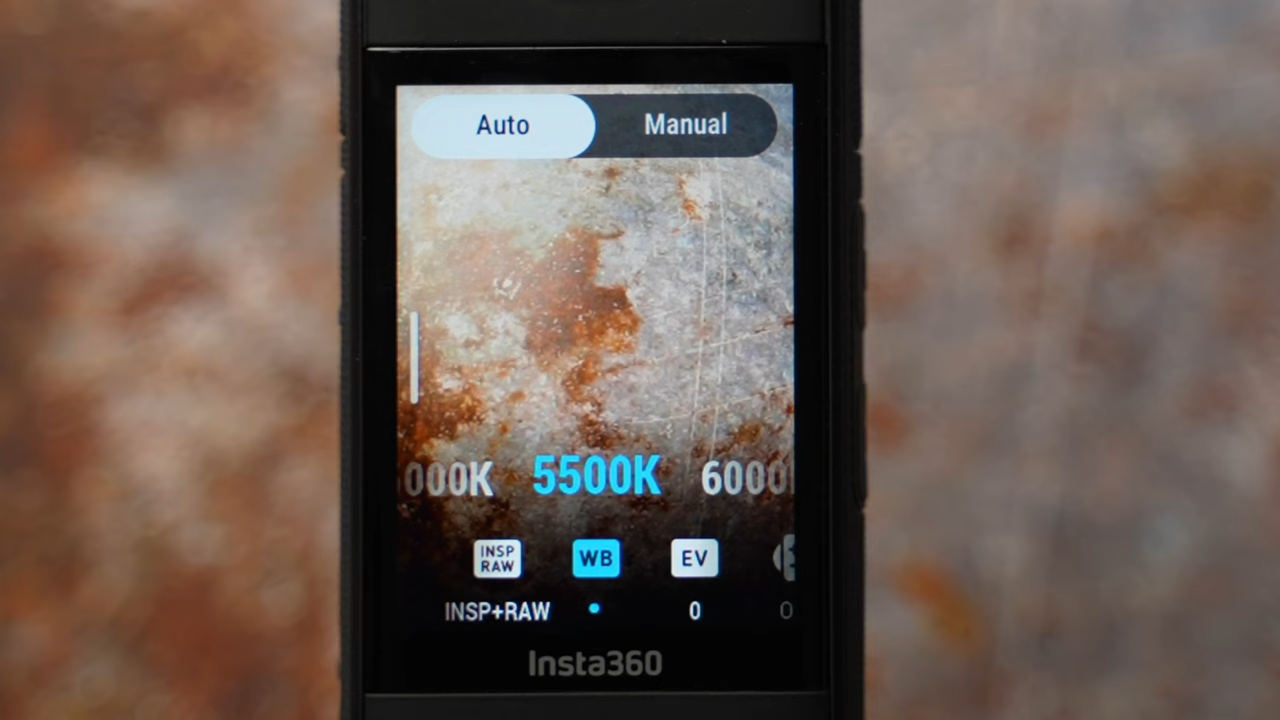 Auto Manual
000K 5500K 6000
INSP RAW WB EV
INSP+RAW 0 0
Insta360